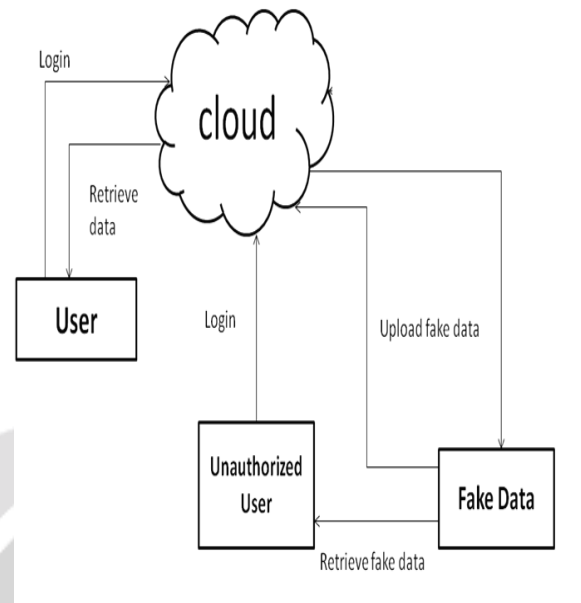 Login
cloud
Retrieve
data
User
Login
Upload fake data
Unauthorized
User
Fake Data
Retrieve fake data